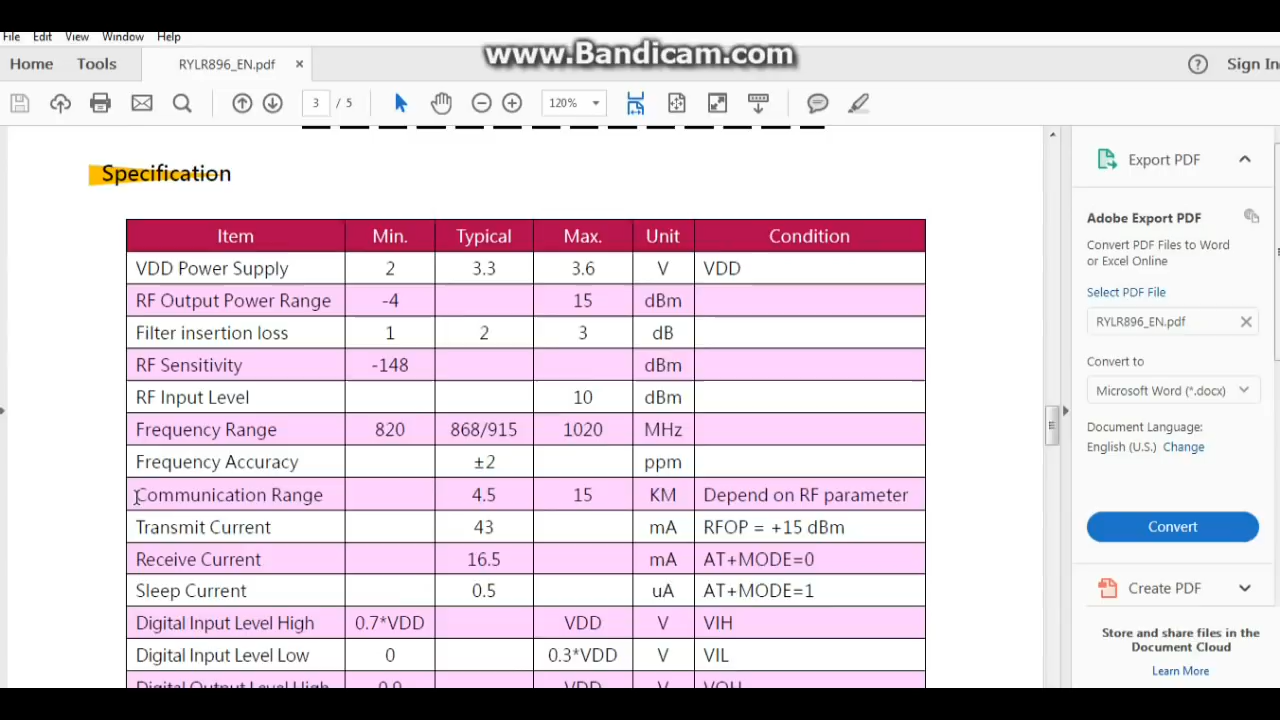 www.Bandicam.com
File Edit View Window Help
Home Tools RYLR896_EN.pdf × Sign In
3 / 5 120%
Specification
Item Min. Typical Max. Unit Condition
VDD Power Supply 2 3.3 3.6 V VDD
RF Output Power Range -4 15 dBm
Filter insertion loss 1 2 3 dB
RF Sensitivity -148 dBm
RF Input Level 10 dBm
Frequency Range 820 868/915 1020 MHz
Frequency Accuracy ±2 ppm
Communication Range 4.5 15 KM Depend on RF parameter
Transmit Current 43 mA RFOP = +15 dBm
Receive Current 16.5 mA AT+MODE=0
Sleep Current 0.5 uA AT+MODE=1
Digital Input Level High 0.7*VDD VDD V VIH
Digital Input Level Low 0 0.3*VDD V VIL
Digital Output Level High 0.9 VDD V VOH
Export PDF
Adobe Export PDF
Convert PDF Files to Word
or Excel Online
Select PDF File
RYLR896_EN.pdf
Convert to
Microsoft Word (*.docx)
Document Language:
English (U.S.) Change
Convert
Create PDF
Store and share files in the
Document Cloud
Learn More